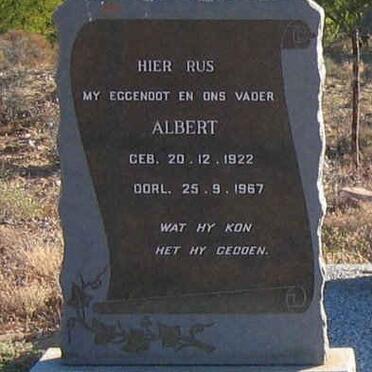 HIER RUS
MY EGGENOOT EN ONS VADER
ALBERT
GEB. 20.12.1922
OORL. 25.9.1967
WAT HY KON
HET HY GEDOEN.